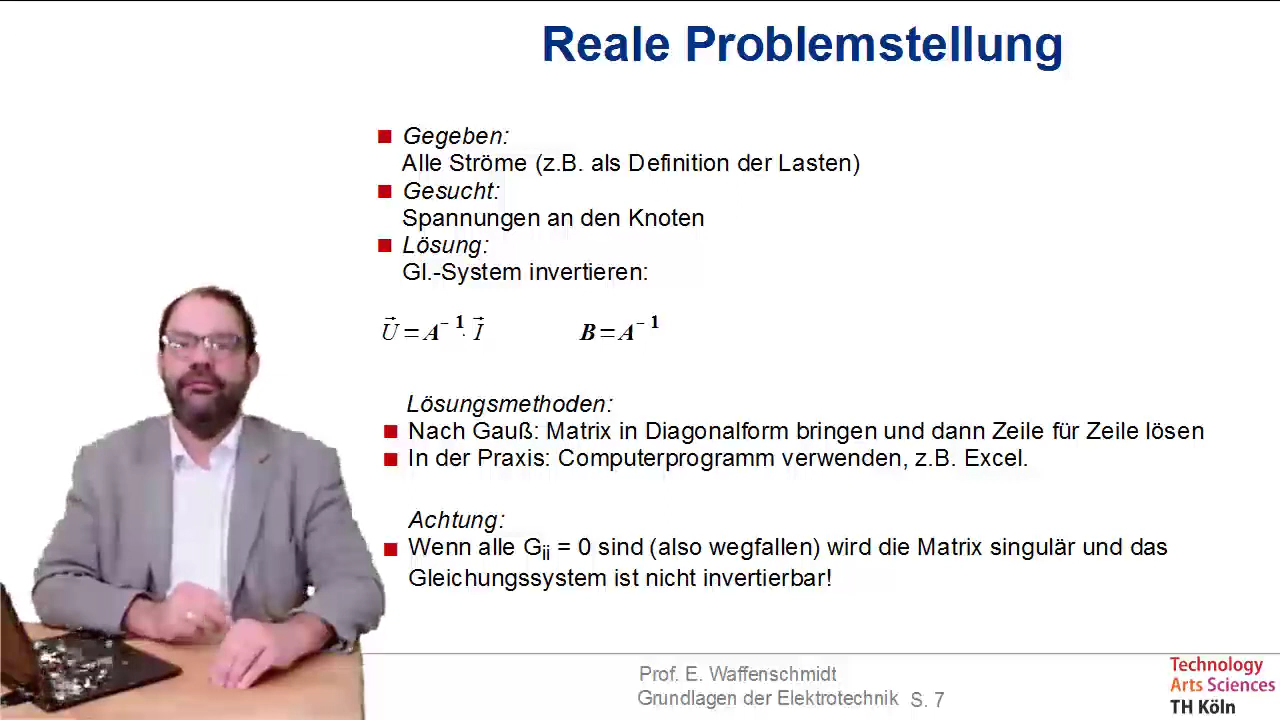 Reale Problemstellung
Gegeben:
Alle Ströme (z.B. als Definition der Lasten)
Gesucht:
Spannungen an den Knoten
Lösung:
Gl.-System invertieren:
U⃗ = A⁻¹· I⃗ B = A⁻¹
Lösungsmethoden:
Nach Gauß: Matrix in Diagonalform bringen und dann Zeile für Zeile lösen
In der Praxis: Computerprogramm verwenden, z.B. Excel.
Achtung:
Wenn alle Gii = 0 sind (also wegfallen) wird die Matrix singulär und das
Gleichungssystem ist nicht invertierbar!
Prof. E. Waffenschmidt
Grundlagen der Elektrotechnik S. 7
Technology
Arts Sciences
TH Köln